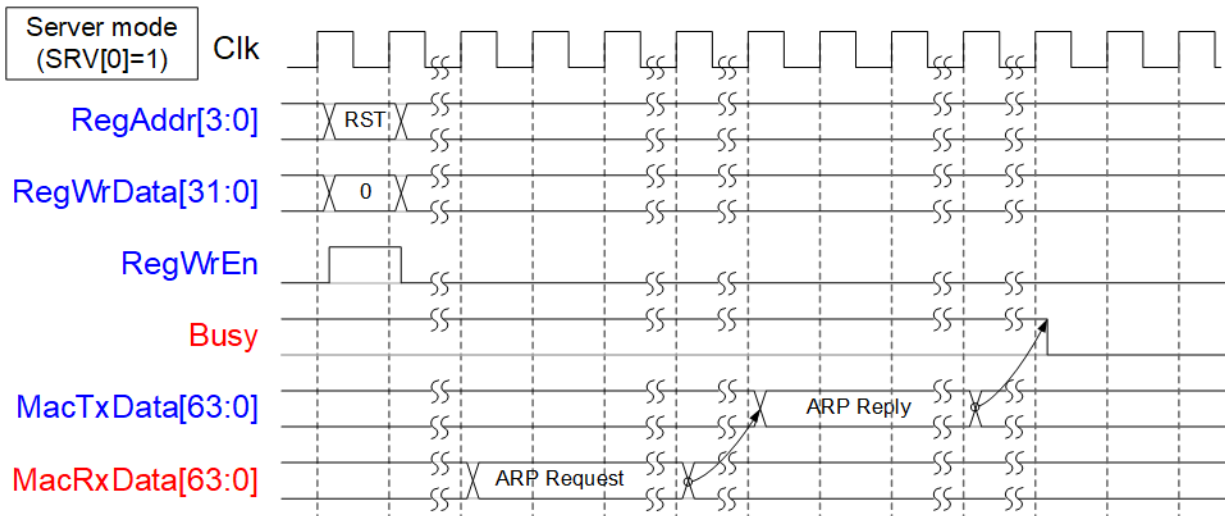 Server mode
(SRV[0]=1)
Clk
RegAddr[3:0]
RST
RegWrData[31:0]
0
RegWrEn
Busy
MacTxData[63:0]
ARP Reply
MacRxData[63:0]
ARP Request